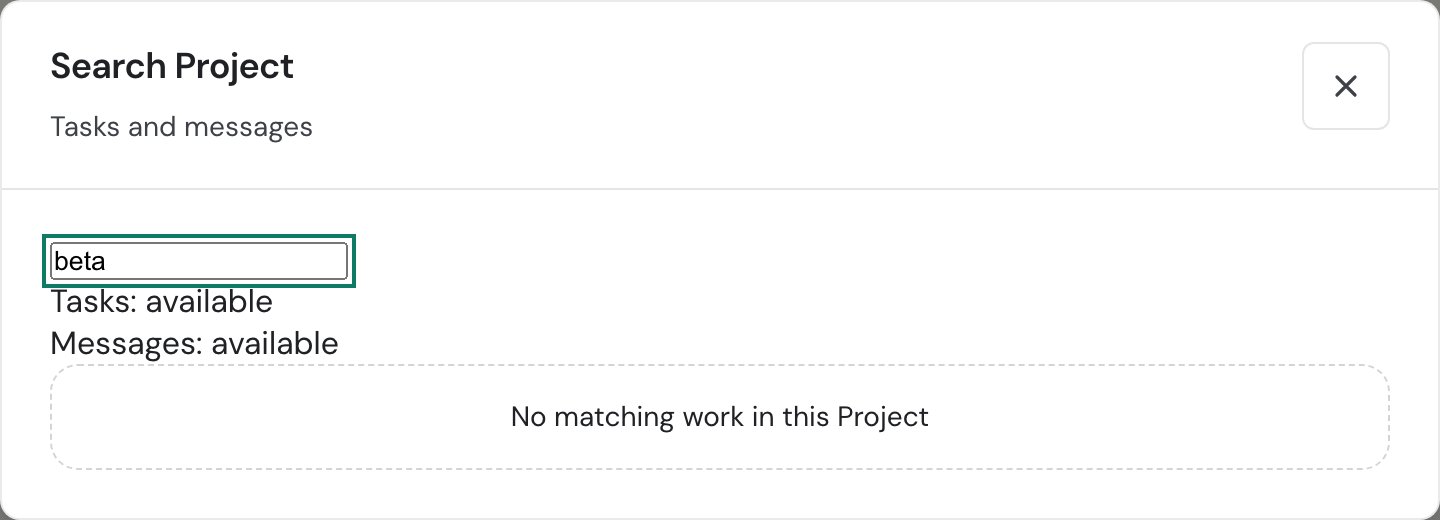 Search Project
Tasks and messages
beta
Tasks: available
Messages: available
No matching work in this Project